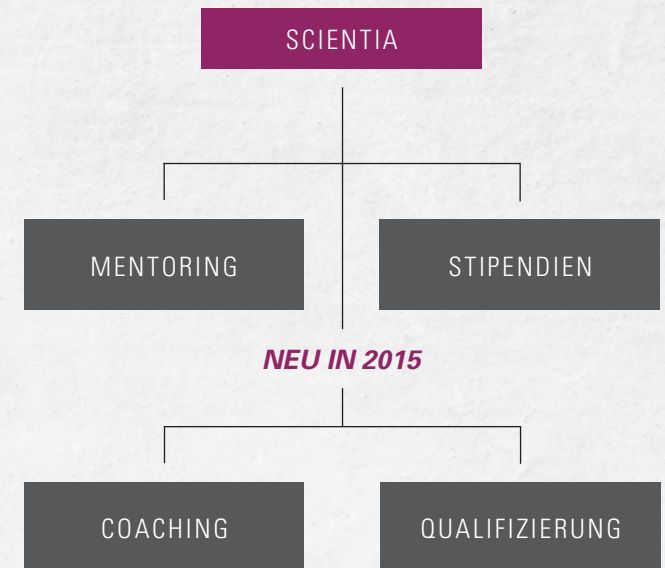 SCIENTIA
MENTORING
STIPENDIEN
NEU IN 2015
COACHING
QUALIFIZIERUNG